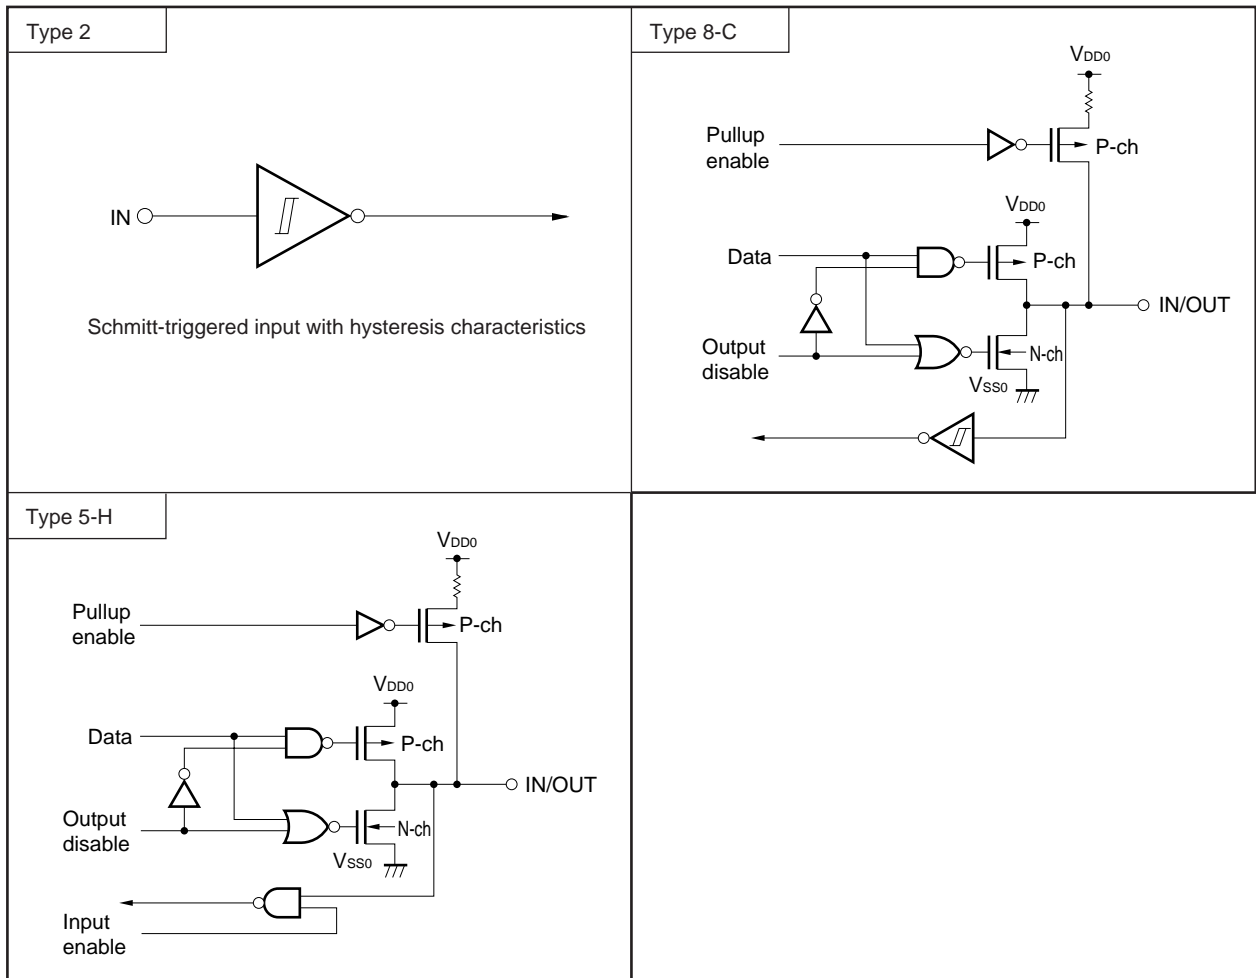 Type 2
IN
Schmitt-triggered input with hysteresis characteristics
Type 8-C
VDD0
Pullup
enable
P-ch
VDD0
Data
P-ch
IN/OUT
Output
disable
N-ch
VSS0
Type 5-H
VDD0
Pullup
enable
P-ch
VDD0
Data
P-ch
IN/OUT
Output
disable
N-ch
VSS0
Input
enable